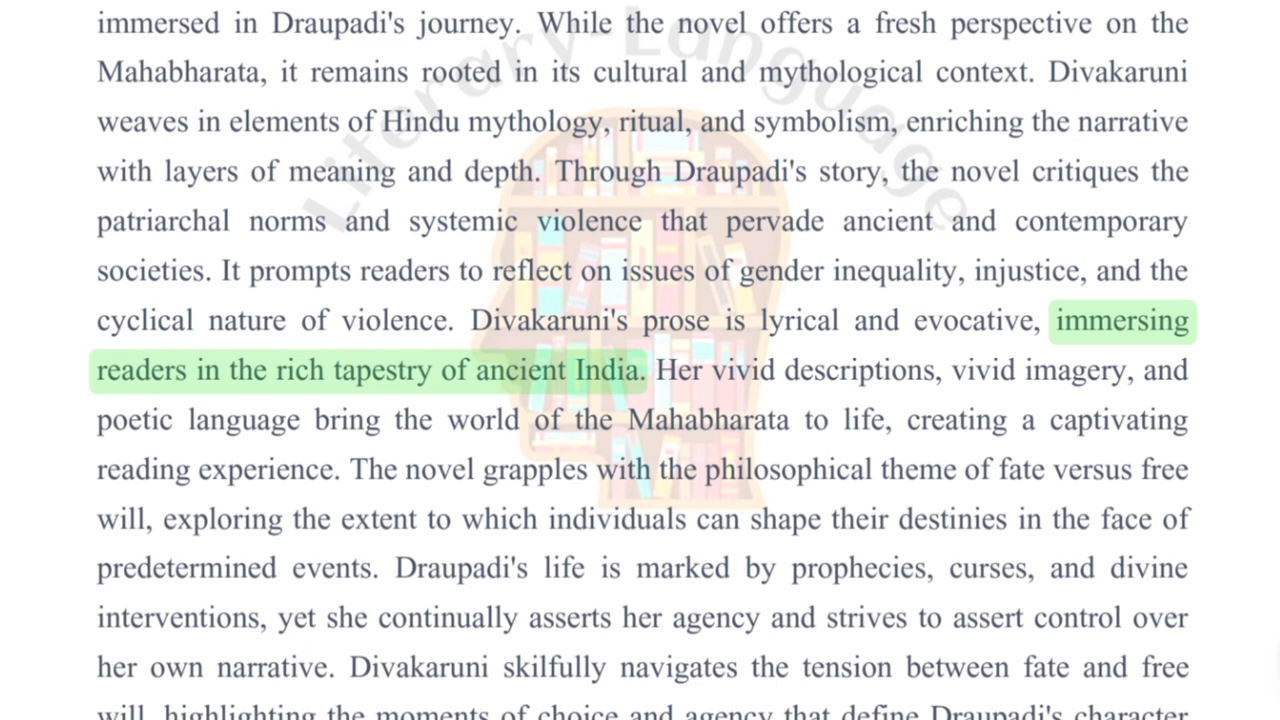 immersed in Draupadi's journey. While the novel offers a fresh perspective on the
Mahabharata, it remains rooted in its cultural and mythological context. Divakaruni
weaves in elements of Hindu mythology, ritual, and symbolism, enriching the narrative
with layers of meaning and depth. Through Draupadi's story, the novel critiques the
patriarchal norms and systemic violence that pervade ancient and contemporary
societies. It prompts readers to reflect on issues of gender inequality, injustice, and the
cyclical nature of violence. Divakaruni's prose is lyrical and evocative, immersing
readers in the rich tapestry of ancient India. Her vivid descriptions, vivid imagery, and
poetic language bring the world of the Mahabharata to life, creating a captivating
reading experience. The novel grapples with the philosophical theme of fate versus free
will, exploring the extent to which individuals can shape their destinies in the face of
predetermined events. Draupadi's life is marked by prophecies, curses, and divine
interventions, yet she continually asserts her agency and strives to assert control over
her own narrative. Divakaruni skilfully navigates the tension between fate and free
will, highlighting the moments of choice and agency that define Draupadi's character
Literary-Language